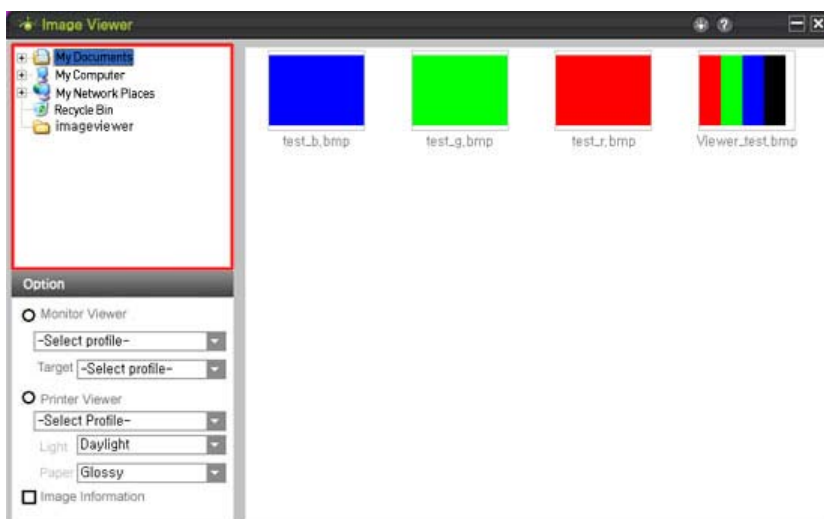 Image Viewer
My Documents
My Computer
My Network Places
Recycle Bin
imageviewer
test_b.bmp
test_g.bmp
test_r.bmp
Viewer_test.bmp
Option
Monitor Viewer
-Select profile-
Target -Select profile-
Printer Viewer
-Select Profile-
Light Daylight
Paper Glossy
Image Information